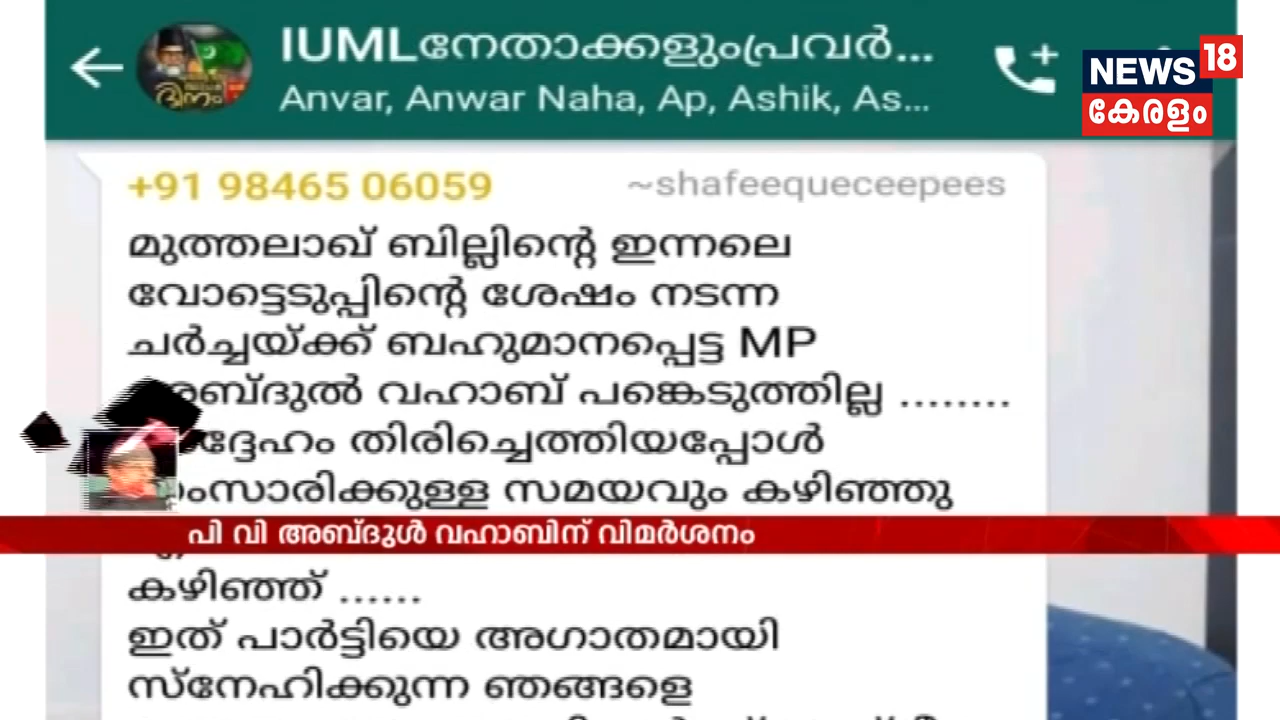 IUMLനേതാക്കളുംപ്രവർ...
Anvar, Anwar Naha, Ap, Ashik, As...
NEWS 18
കേരളം
ദിനം
+91 98465 06059 ~shafeequeceepees
മുത്തലാഖ് ബില്ലിന്റെ ഇന്നലെ
വോട്ടെടുപ്പിന്റെ ശേഷം നടന്ന
ചർച്ചയ്ക്ക് ബഹുമാനപ്പെട്ട MP
വഹാബ് പങ്കെടുത്തില്ല ........
തിരിച്ചെത്തിയപ്പോൾ
സമയവും കഴിഞ്ഞു
പി വി അബ്ദുൾ വഹാബിന് വിമർശനം
കഴിഞ്ഞ് ......
ഇത് പാർട്ടിയെ അഗാതമായി
സ്നേഹിക്കുന്ന ഞങ്ങളെ